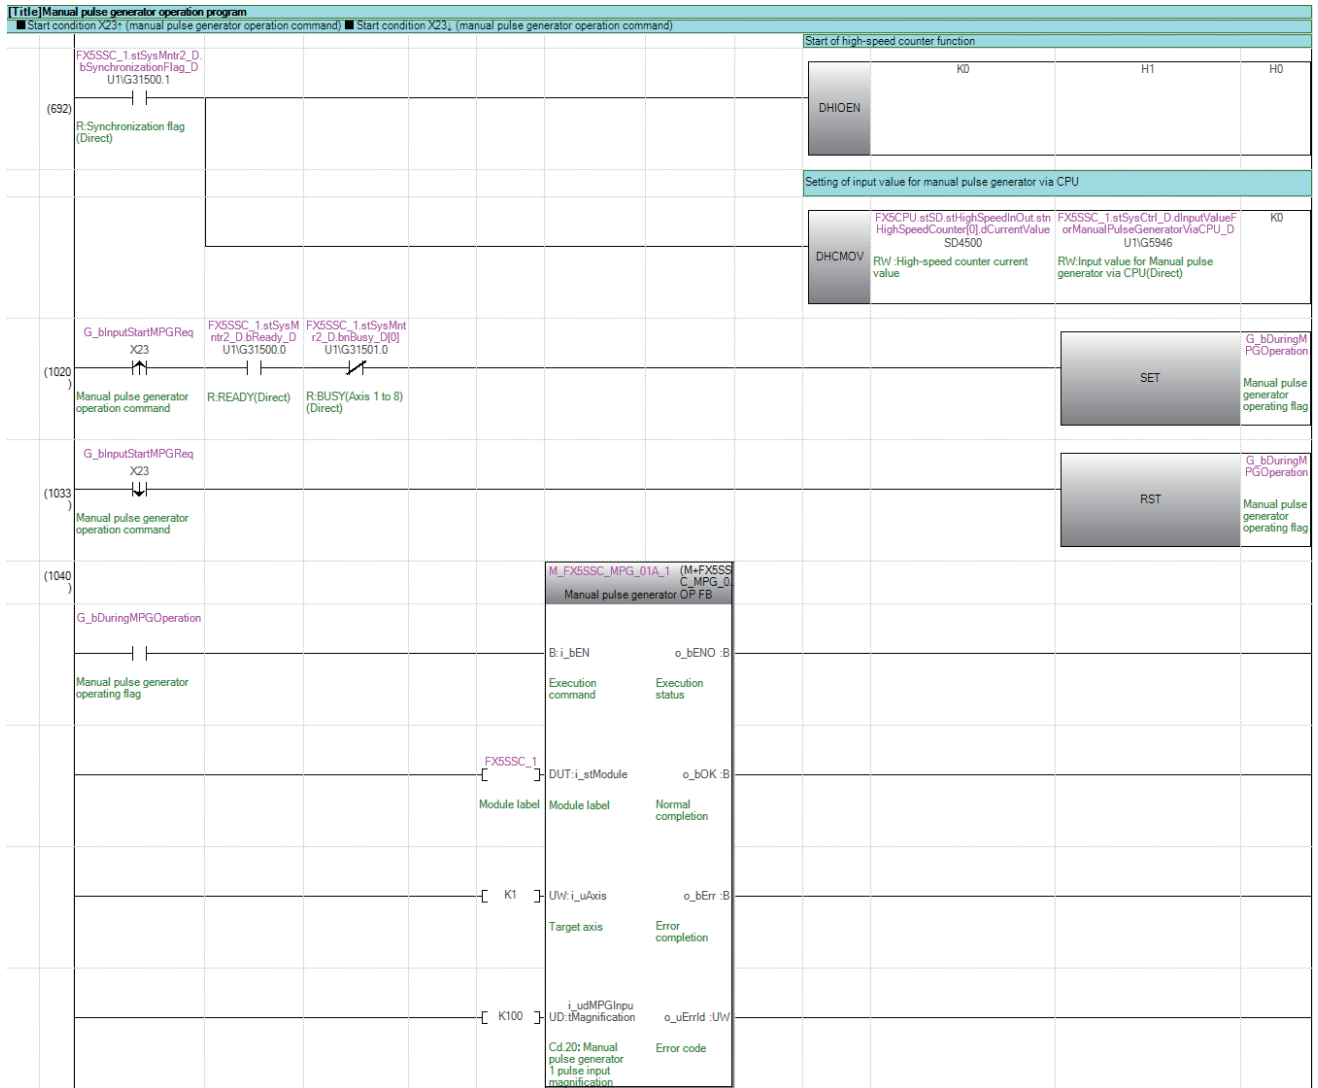 [Title]Manual pulse generator operation program
■ Start condition X23↑ (manual pulse generator operation command) ■ Start condition X23↓ (manual pulse generator operation command)
Start of high-speed counter function
FX5SSC_1.stSysMntr2_D.
bSynchronizationFlag_D
U1\G31500.1
(692)
R:Synchronization flag
(Direct)
DHIOEN
K0
H1
H0
Setting of input value for manual pulse generator via CPU
DHCMOV
FX5CPU.stSD.stHighSpeedInOut.stn
HighSpeedCounter[0].dCurrentValue
SD4500
RW :High-speed counter current
value
FX5SSC_1.stSysCtrl_D.dInputValueF
orManualPulseGeneratorViaCPU_D
U1\G5946
RW:Input value for Manual pulse
generator via CPU(Direct)
K0
(1020
)
G_bInputStartMPGReq
X23
Manual pulse generator
operation command
FX5SSC_1.stSysM
ntr2_D.bReady_D
U1\G31500.0
R:READY(Direct)
FX5SSC_1.stSysMnt
r2_D.bnBusy_D[0]
U1\G31501.0
R:BUSY(Axis 1 to 8)
(Direct)
SET
G_bDuringM
PGOperation
Manual pulse
generator
operating flag
(1033
)
G_bInputStartMPGReq
X23
Manual pulse generator
operation command
RST
G_bDuringM
PGOperation
Manual pulse
generator
operating flag
(1040
)
M_FX5SSC_MPG_01A_1 (M+FX5SS
C_MPG_0.
Manual pulse generator OP FB
G_bDuringMPGOperation
Manual pulse generator
operating flag
B:i_bEN
Execution
command
o_bENO :B
Execution
status
FX5SSC_1
Module label
DUT:i_stModule
Module label
o_bOK :B
Normal
completion
K1
UW:i_uAxis
Target axis
o_bErr :B
Error
completion
K100
i_udMPGInpu
UD:tMagnification
Cd.20: Manual
pulse generator
1 pulse input
magnification
o_uErrId :UW
Error code